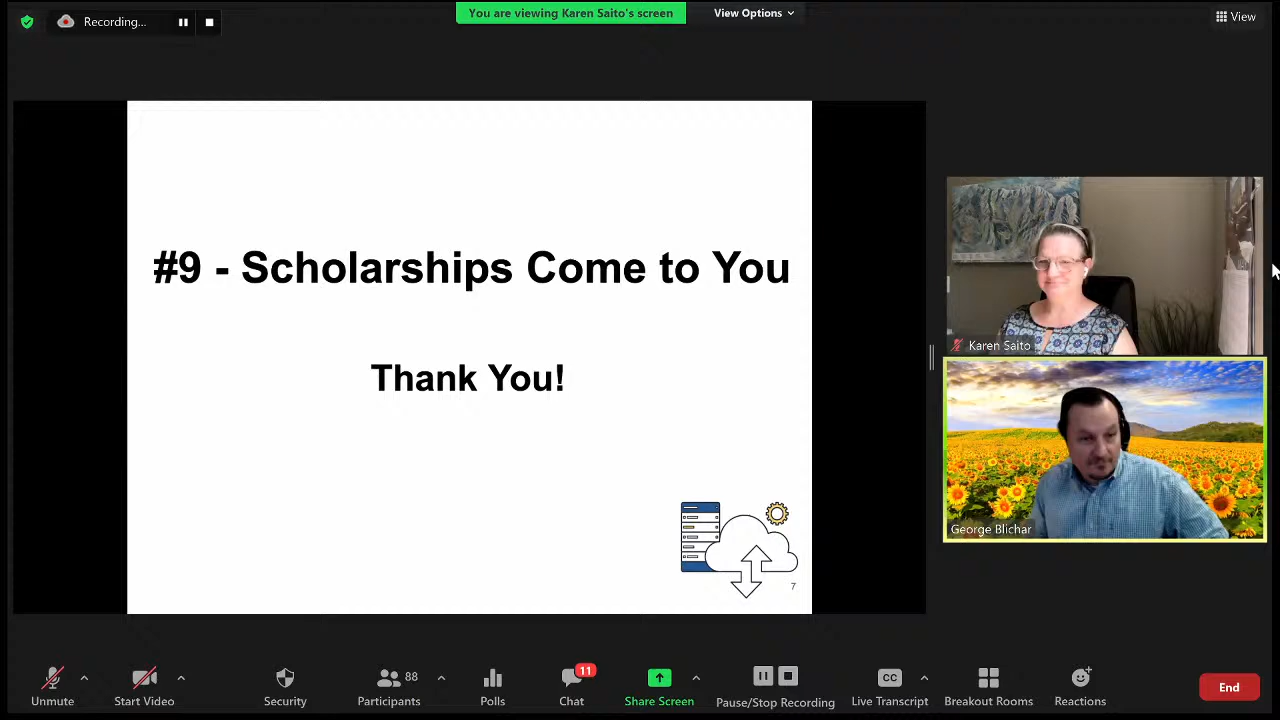 Recording...
You are viewing Karen Saito's screen
View Options
View
#9 - Scholarships Come to You
Thank You!
7
Karen Saito
George Blichar
Unmute
Start Video
Security
88
Participants
Polls
11
Chat
Share Screen
Pause/Stop Recording
CC
Live Transcript
Breakout Rooms
Reactions
End